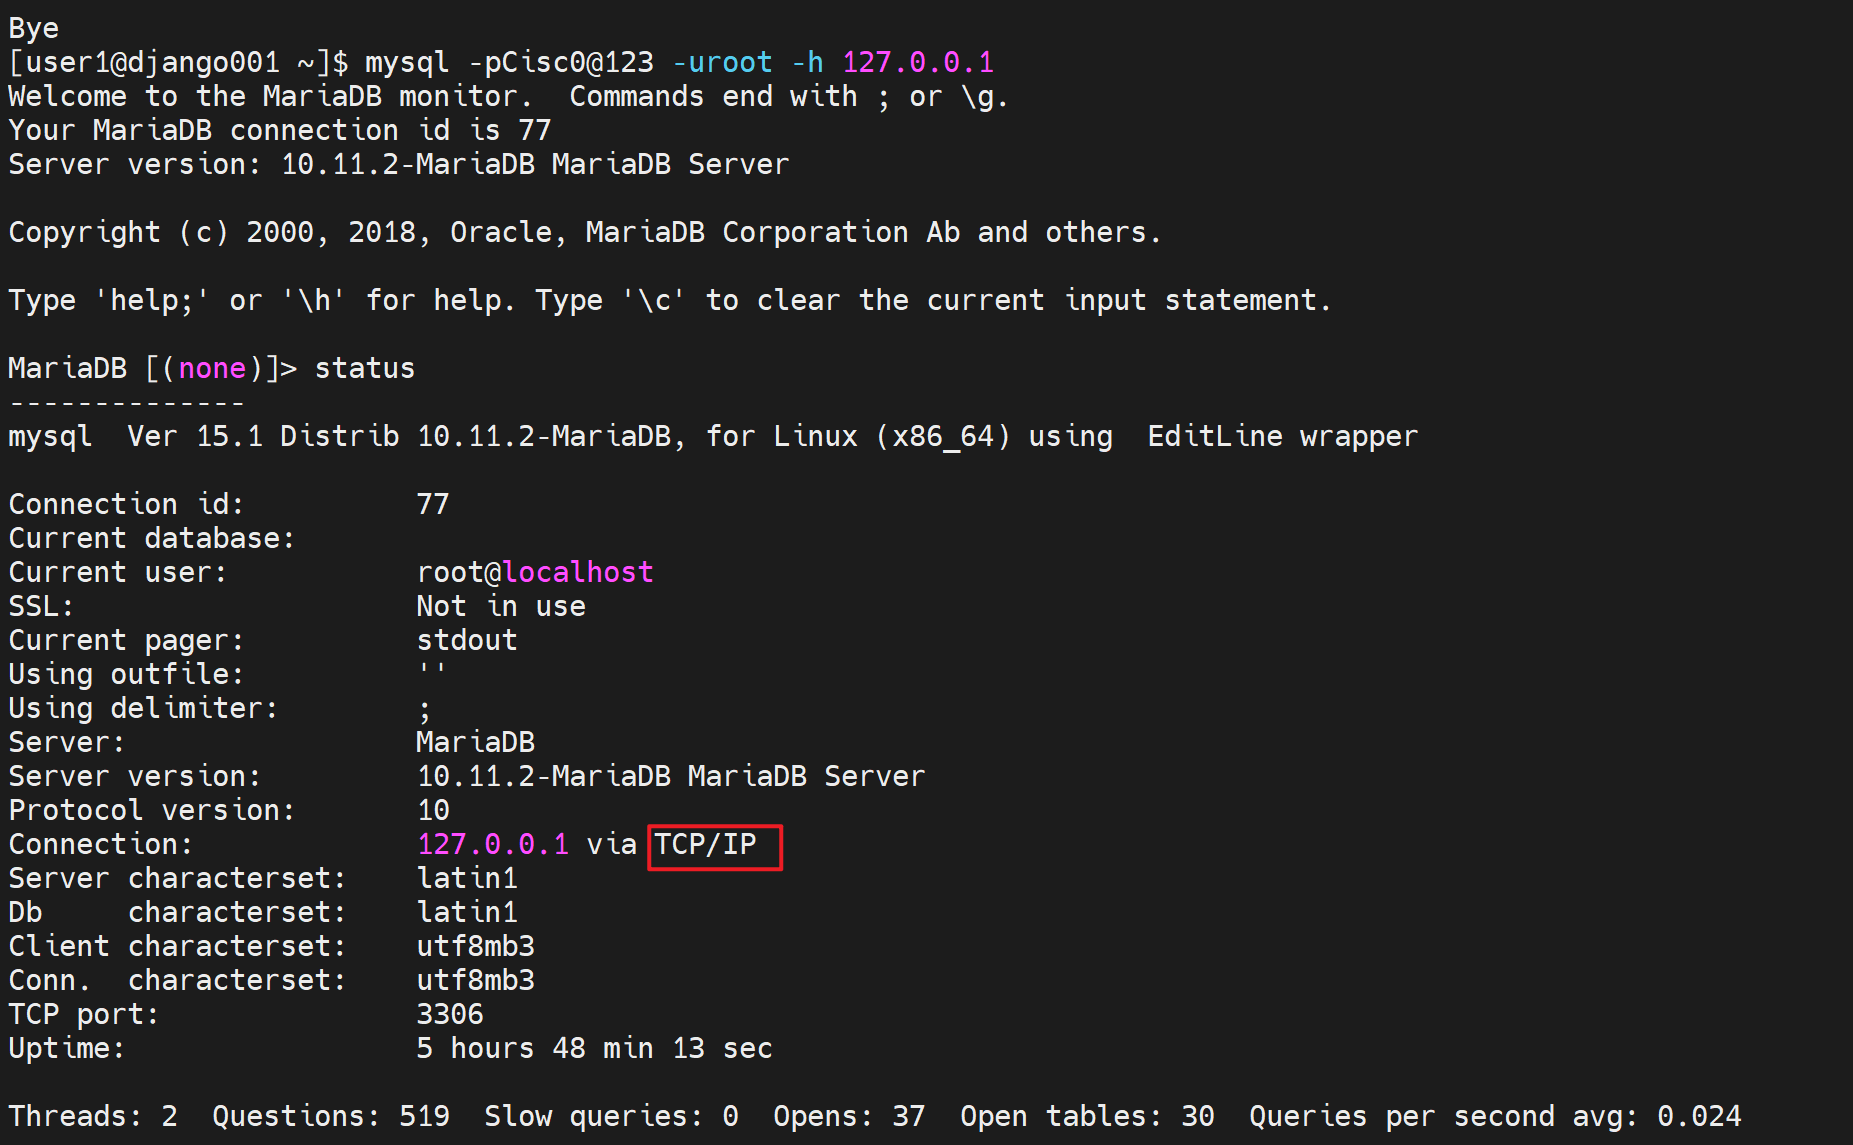 Bye
[user1@django001 ~]$ mysql -pCisc0@123 -uroot -h 127.0.0.1
Welcome to the MariaDB monitor.  Commands end with ; or \g.
Your MariaDB connection id is 77
Server version: 10.11.2-MariaDB MariaDB Server

Copyright (c) 2000, 2018, Oracle, MariaDB Corporation Ab and others.

Type 'help;' or '\h' for help. Type '\c' to clear the current input statement.

MariaDB [(none)]> status
--------------
mysql  Ver 15.1 Distrib 10.11.2-MariaDB, for Linux (x86_64) using  EditLine wrapper

Connection id:          77
Current database:
Current user:           root@localhost
SSL:                    Not in use
Current pager:          stdout
Using outfile:          ''
Using delimiter:        ;
Server:                 MariaDB
Server version:         10.11.2-MariaDB MariaDB Server
Protocol version:       10
Connection:             127.0.0.1 via TCP/IP
Server characterset:    latin1
Db     characterset:    latin1
Client characterset:    utf8mb3
Conn.  characterset:    utf8mb3
TCP port:               3306
Uptime:                 5 hours 48 min 13 sec

Threads: 2  Questions: 519  Slow queries: 0  Opens: 37  Open tables: 30  Queries per second avg: 0.024